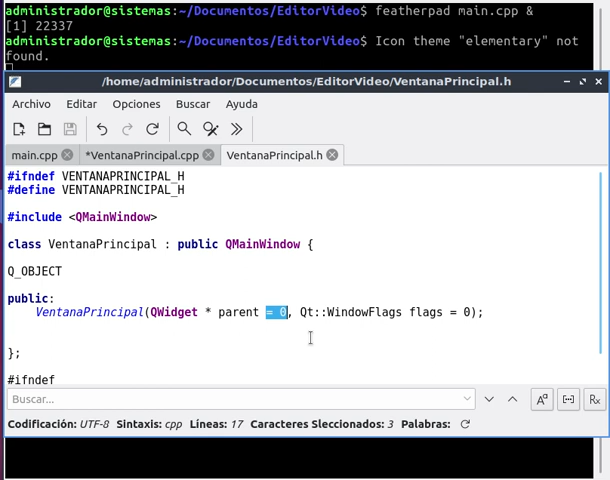 administrador@sistemas:~/Documentos/EditorVideo$ featherpad main.cpp &
[1] 22337
administrador@sistemas:~/Documentos/EditorVideo$ Icon theme "elementary" not
found.
/home/administrador/Documentos/EditorVideo/VentanaPrincipal.h
Archivo Editar Opciones Buscar Ayuda
main.cpp *VentanaPrincipal.cpp VentanaPrincipal.h
#ifndef VENTANAPRINCIPAL_H
#define VENTANAPRINCIPAL_H
#include <QMainWindow>
class VentanaPrincipal : public QMainWindow {
Q_OBJECT
public:
VentanaPrincipal(QWidget * parent = 0, Qt::WindowFlags flags = 0);
};
#ifndef
Buscar...
Codificación: UTF-8 Sintaxis: cpp Líneas: 17 Caracteres Sleccionados: 3 Palabras: